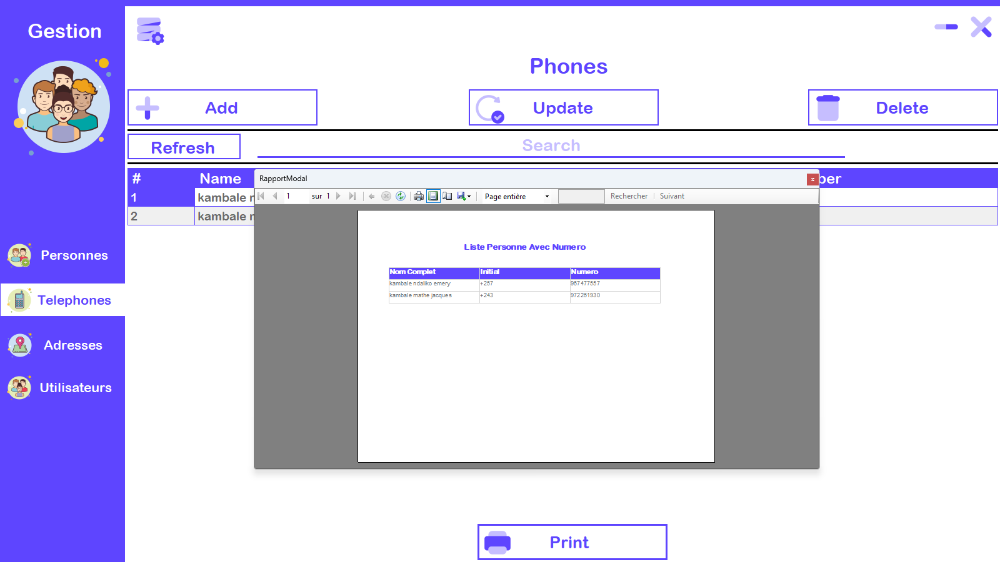 Gestion
Phones
Add
Update
Delete
Refresh
Search
# Name
1 kambale
2 kambale
RapportModal
x
1 sur 1
Page entière
Rechercher
Suivant
Liste Personne Avec Numero
Nom Complet Initial Numero
kambale ndaliko emery +257 967477557
kambale mathe jacques +243 972261930
Personnes
Telephones
Adresses
Utilisateurs
Print